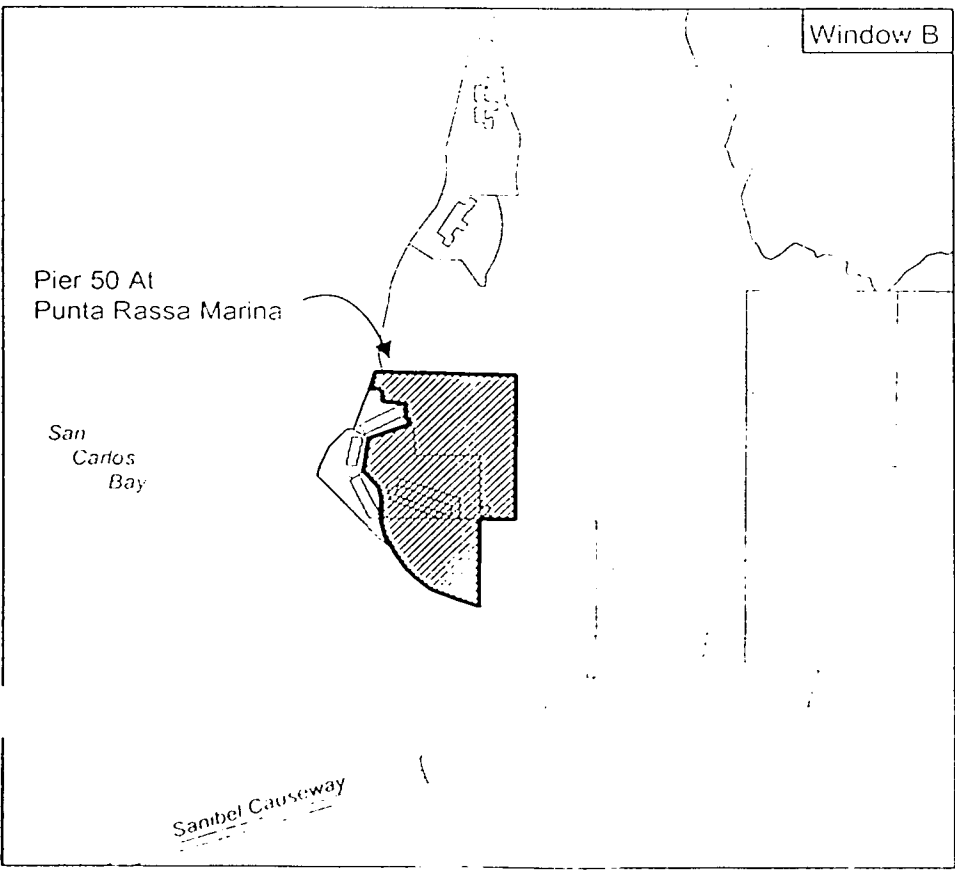 Window B
Pier 50 At
Punta Rassa Marina
San
Carlos
Bay
Sanibel Causeway